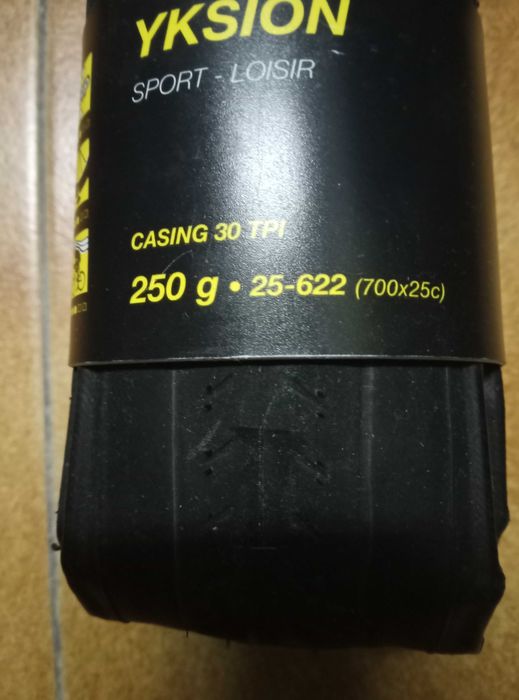 YKSION
SPORT - LOISIR
CASING 30 TPI
250 g • 25-622 (700x25c)